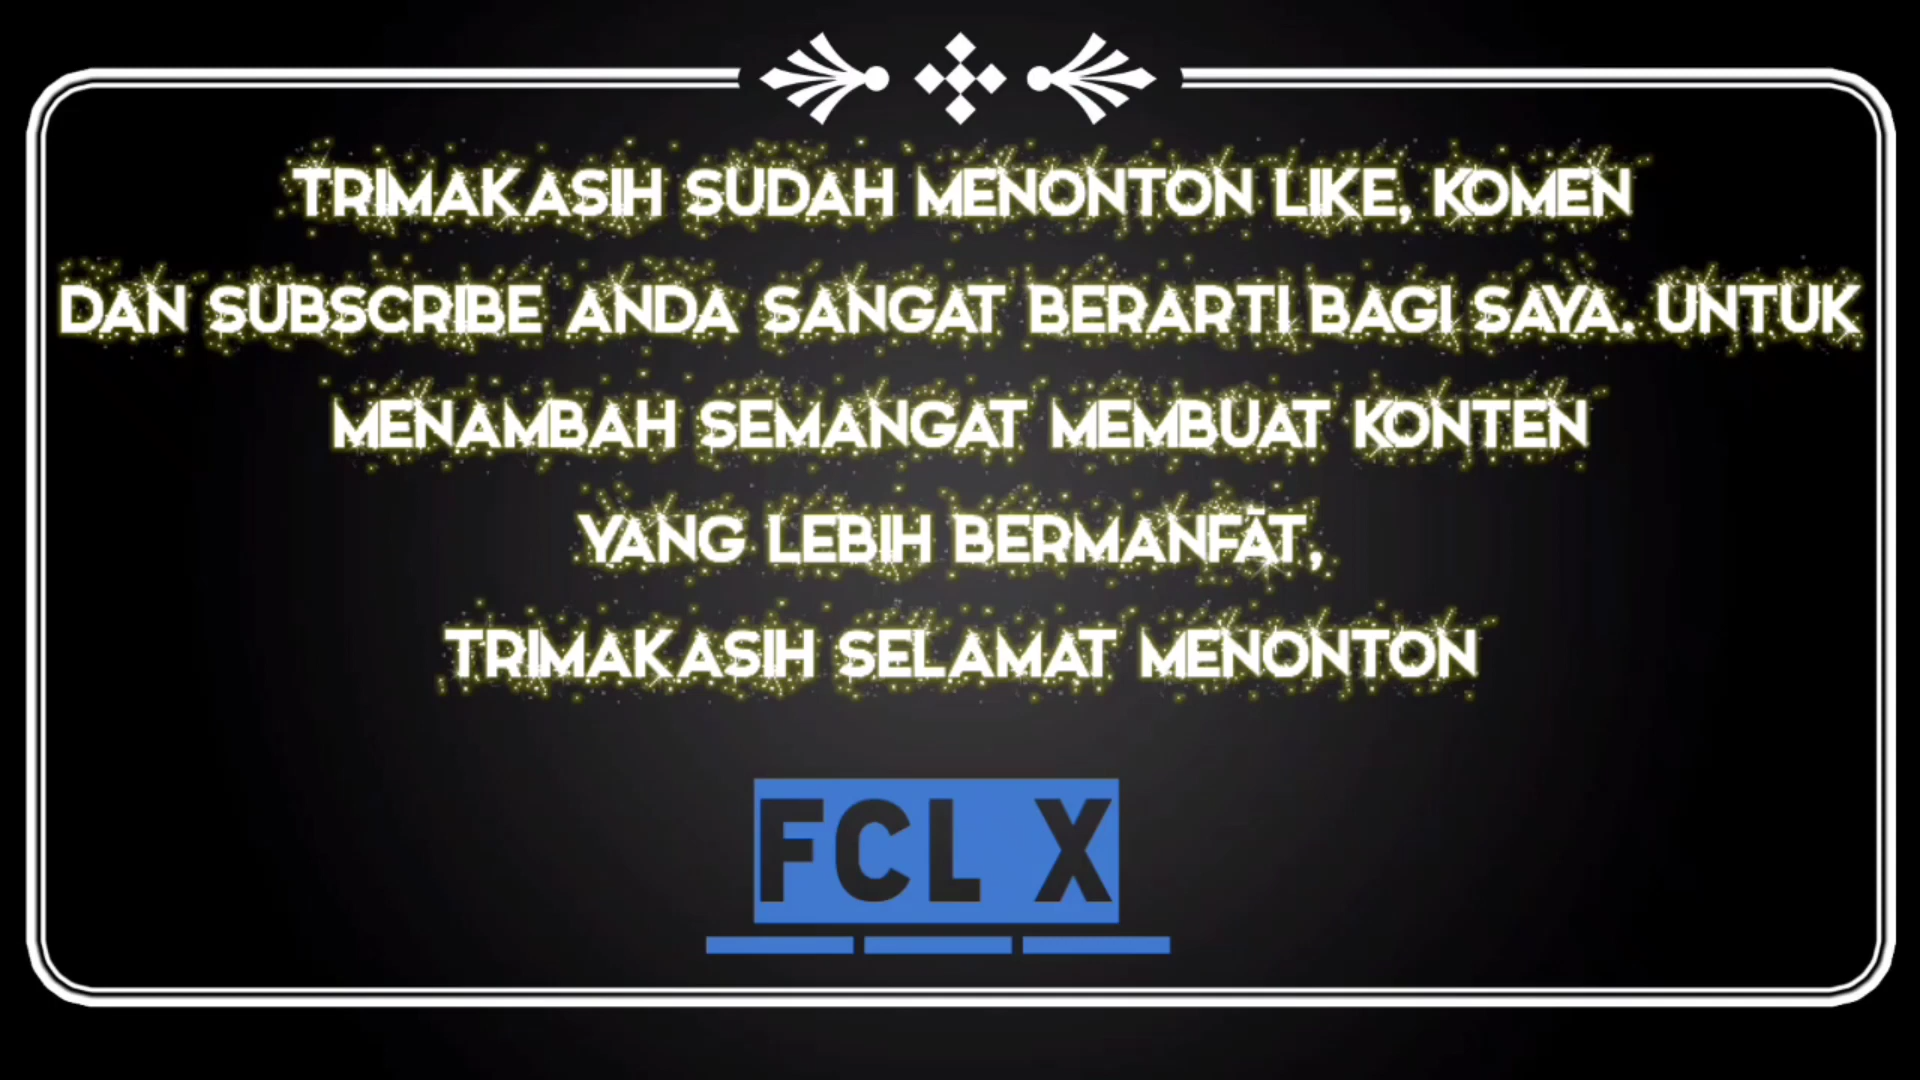 TRIMAKASIH SUDAH MENONTON LIKE, KOMEN
DAN SUBSCRIBE ANDA SANGAT BERARTI BAGI SAYA. UNTUK
MENAMBAH SEMANGAT MEMBUAT KONTEN
YANG LEBIH BERMANFĀT,
TRIMAKASIH SELAMAT MENONTON
FCL X